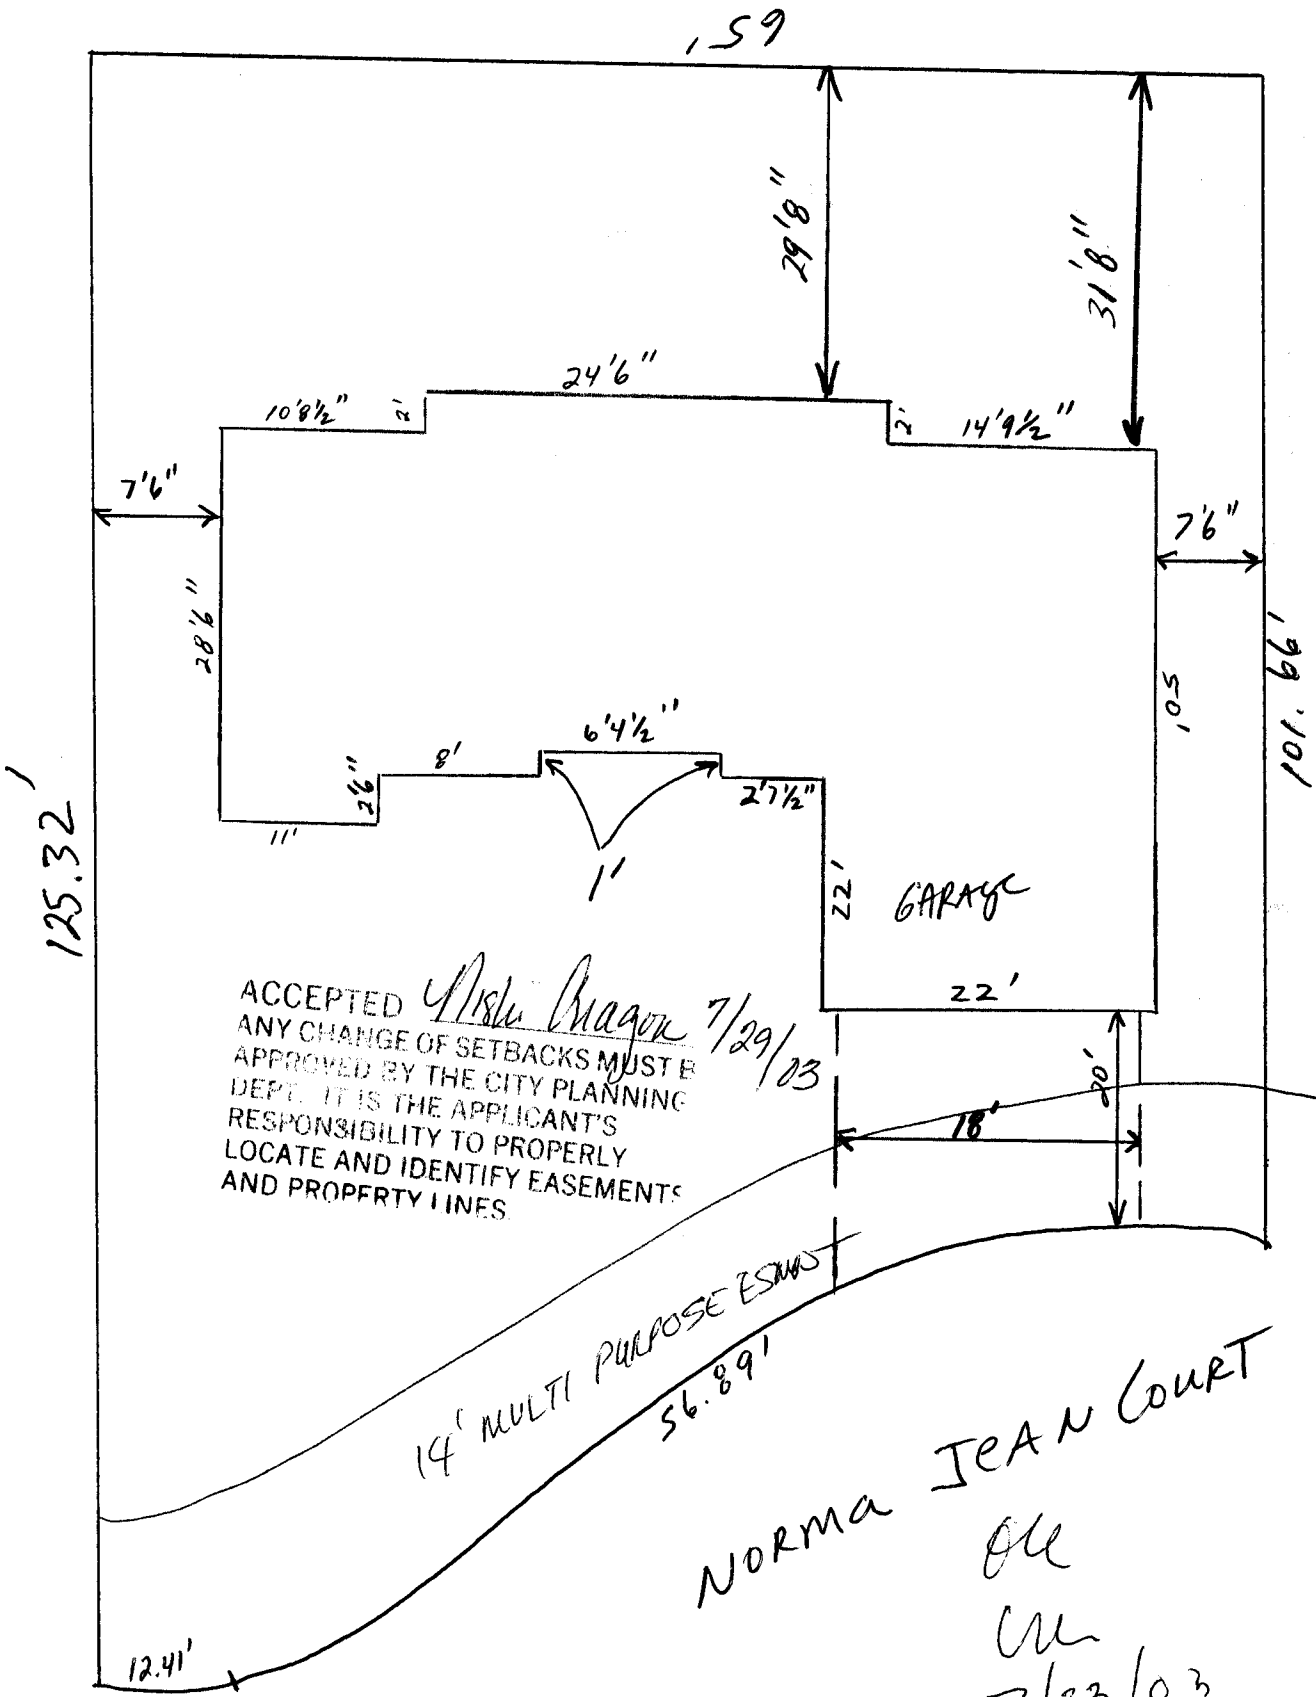 65'
29'8"
31'8"
24'6"
10'8½"
2'
2'
14'9½"
7'6"
7'6"
28'6"
50'
101.66'
6'4½"
8'
2'6"
2'7½"
11'
1'
125.32'
22'
GARAGE
22'
ACCEPTED 7/29/03
ANY CHANGE OF SETBACKS MUST B
APPROVED BY THE CITY PLANNING
DEPT. IT IS THE APPLICANT'S
RESPONSIBILITY TO PROPERLY
LOCATE AND IDENTIFY EASEMENTS
AND PROPERTY LINES.
20'
18'
14' MULTI PURPOSE ESMT
56.89'
NORMA JEAN COURT
12.41'